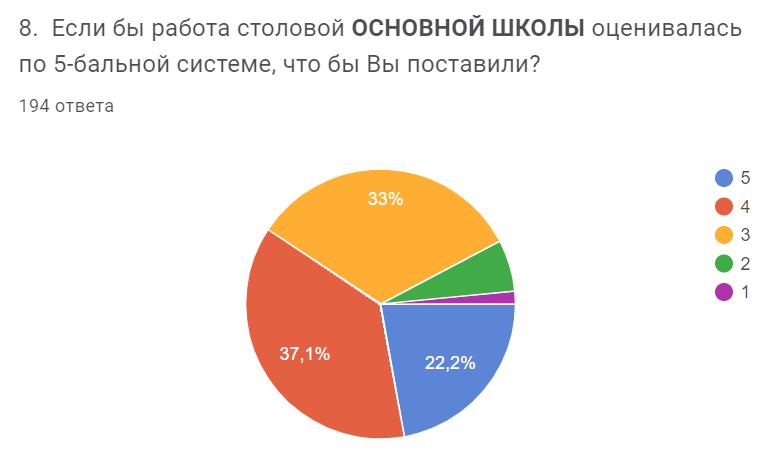 8. Если бы работа столовой ОСНОВНОЙ ШКОЛЫ оценивалась
по 5-бальной системе, что бы Вы поставили?
194 ответа
33%
37,1%
22,2%
5
4
3
2
1